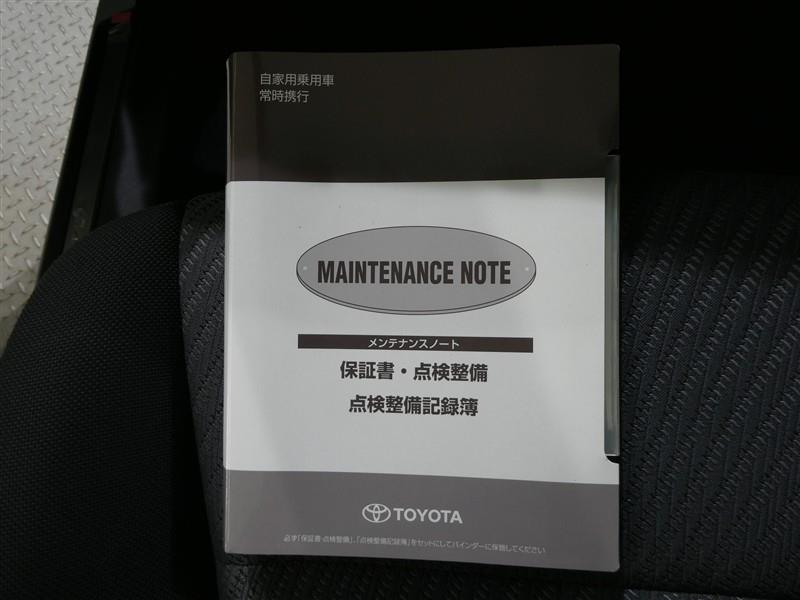 自家用乗用車
常時携行
MAINTENANCE NOTE
メンテナンスノート
保証書・点検整備
点検整備記録簿
TOYOTA
必ず「保証書・点検整備」、「点検整備記録簿」をセットにしてバインダーに保管してください